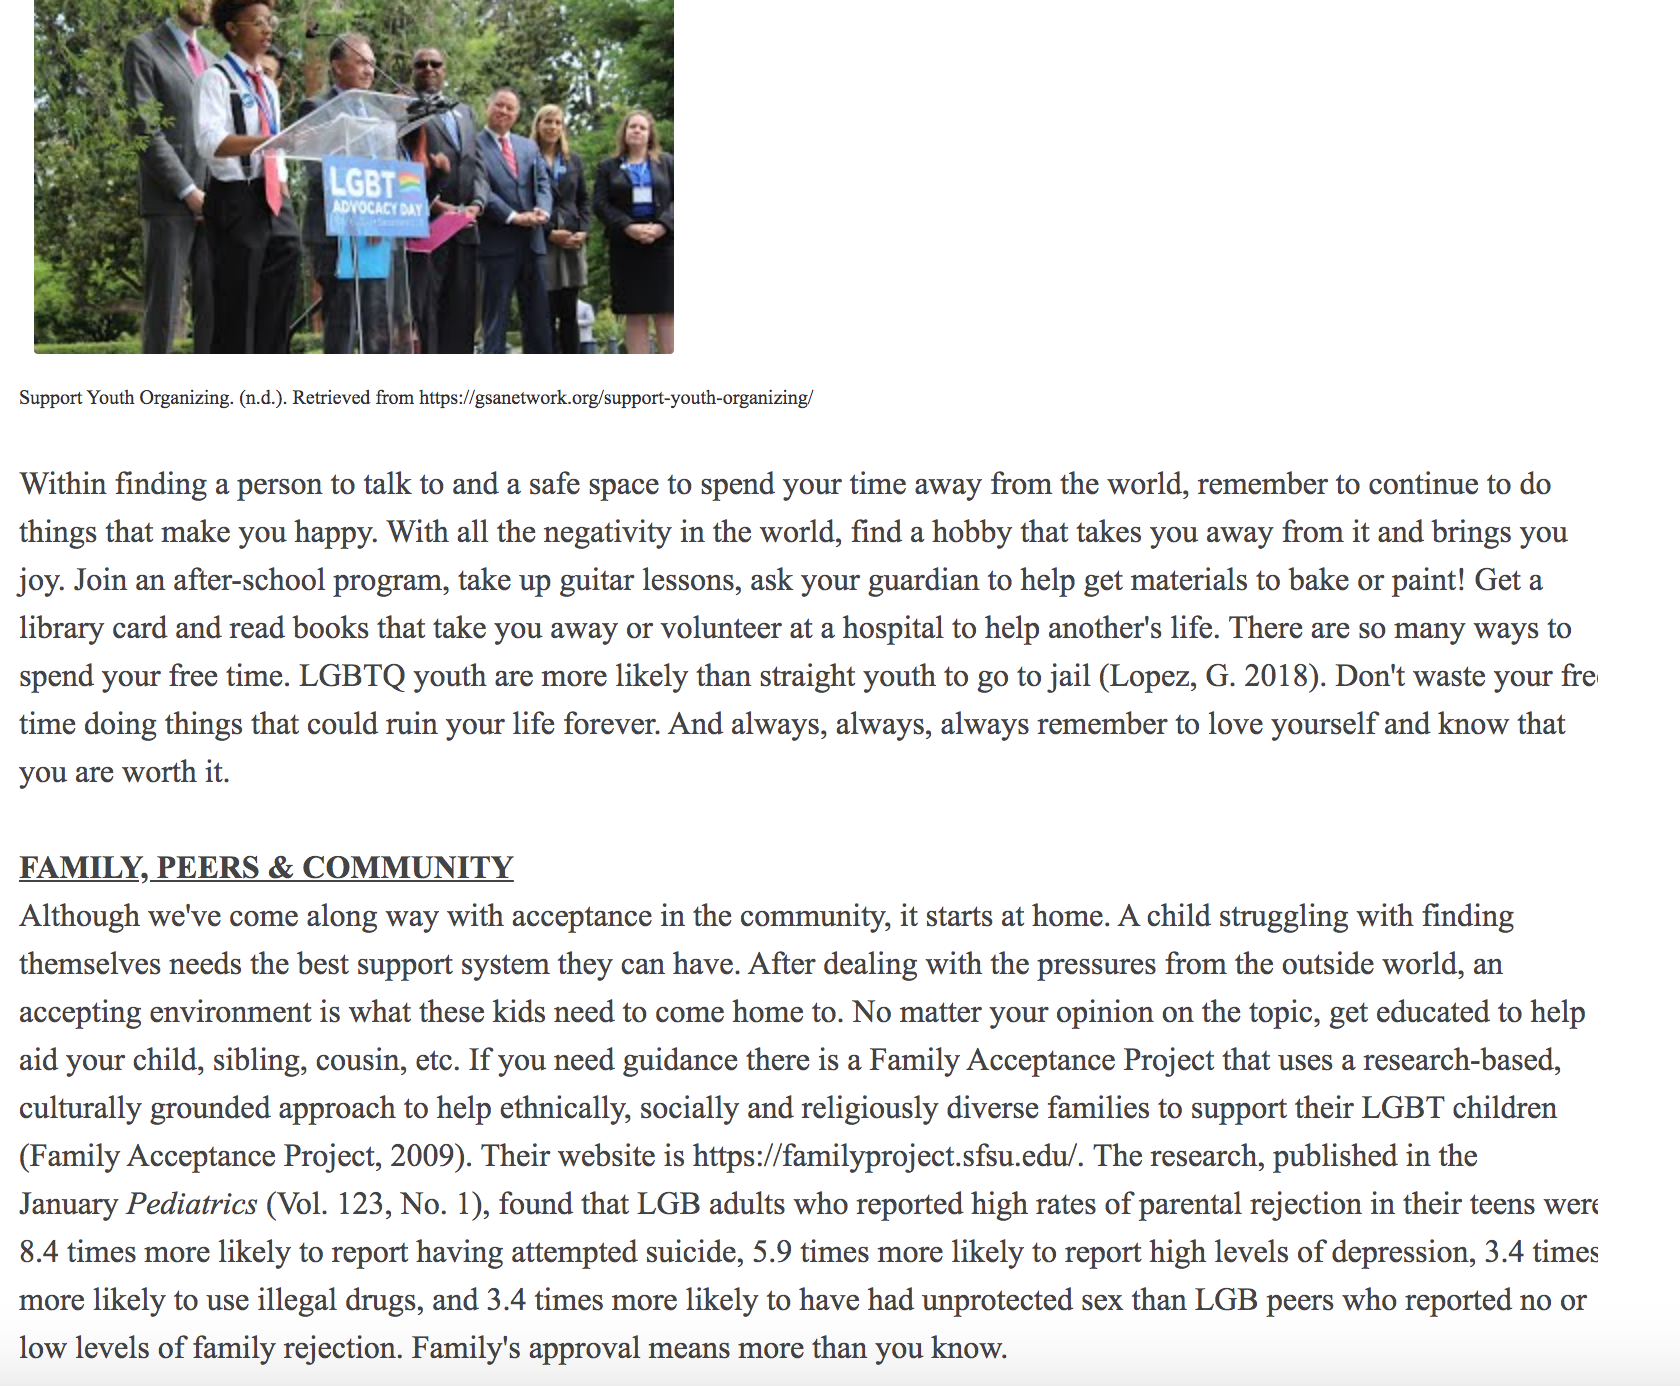 LGBT
ADVOCACY DAY
Support Youth Organizing. (n.d.). Retrieved from https://gsanetwork.org/support-youth-organizing/
Within finding a person to talk to and a safe space to spend your time away from the world, remember to continue to do
things that make you happy. With all the negativity in the world, find a hobby that takes you away from it and brings you
joy. Join an after-school program, take up guitar lessons, ask your guardian to help get materials to bake or paint! Get a
library card and read books that take you away or volunteer at a hospital to help another's life. There are so many ways to
spend your free time. LGBTQ youth are more likely than straight youth to go to jail (Lopez, G. 2018). Don't waste your fre
time doing things that could ruin your life forever. And always, always, always remember to love yourself and know that
you are worth it.
FAMILY, PEERS & COMMUNITY
Although we've come along way with acceptance in the community, it starts at home. A child struggling with finding
themselves needs the best support system they can have. After dealing with the pressures from the outside world, an
accepting environment is what these kids need to come home to. No matter your opinion on the topic, get educated to help
aid your child, sibling, cousin, etc. If you need guidance there is a Family Acceptance Project that uses a research-based,
culturally grounded approach to help ethnically, socially and religiously diverse families to support their LGBT children
(Family Acceptance Project, 2009). Their website is https://familyproject.sfsu.edu/. The research, published in the
January Pediatrics (Vol. 123, No. 1), found that LGB adults who reported high rates of parental rejection in their teens were
8.4 times more likely to report having attempted suicide, 5.9 times more likely to report high levels of depression, 3.4 times
more likely to use illegal drugs, and 3.4 times more likely to have had unprotected sex than LGB peers who reported no or
low levels of family rejection. Family's approval means more than you know.